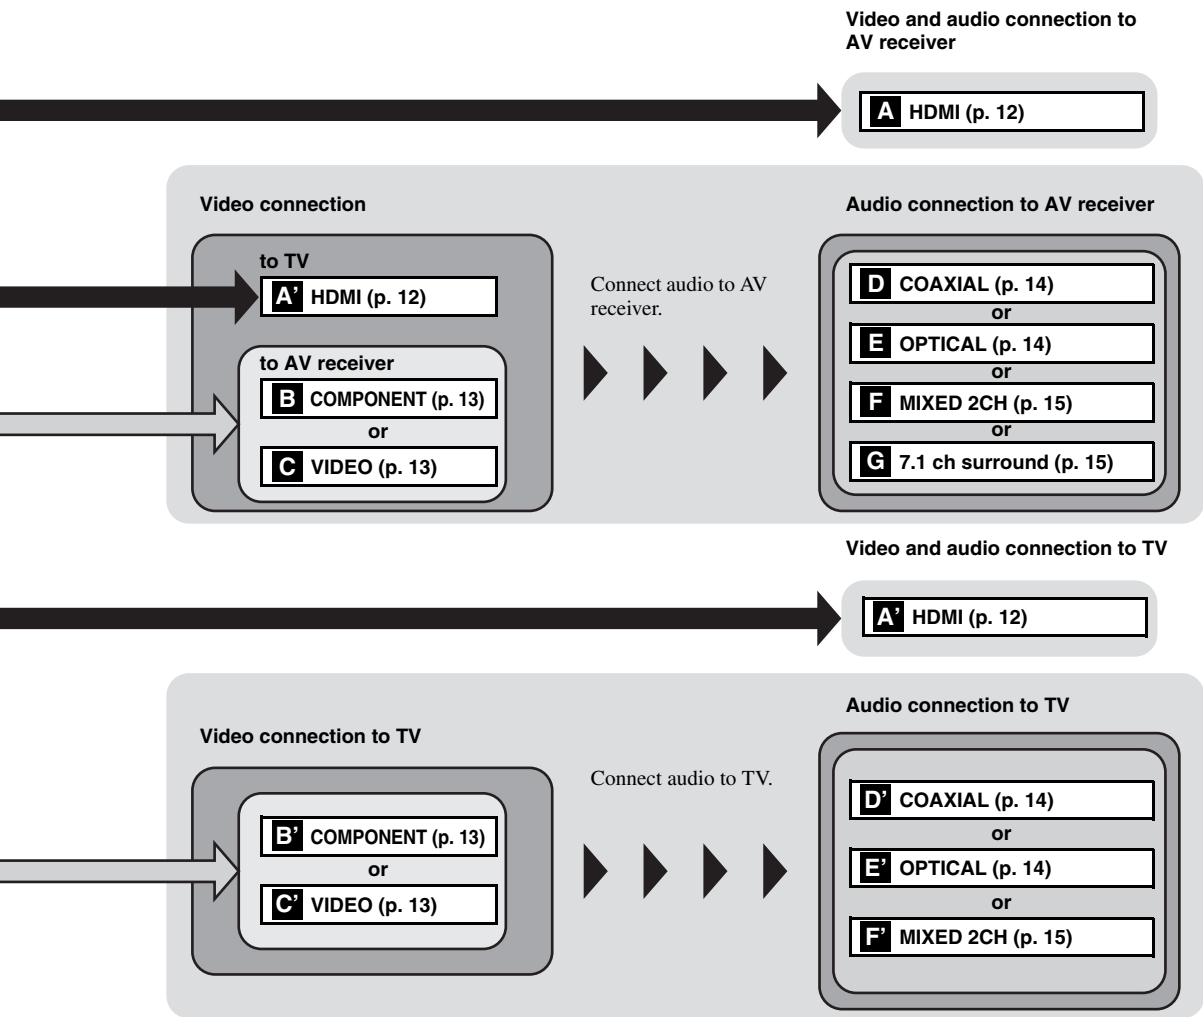 Video and audio connection to
AV receiver
A HDMI (p. 12)
Video connection
to TV
A’ HDMI (p. 12)
to AV receiver
B COMPONENT (p. 13)
or
C VIDEO (p. 13)
Connect audio to AV
receiver.
Audio connection to AV receiver
D COAXIAL (p. 14)
or
E OPTICAL (p. 14)
or
F MIXED 2CH (p. 15)
or
G 7.1 ch surround (p. 15)
Video and audio connection to TV
A’ HDMI (p. 12)
Video connection to TV
B’ COMPONENT (p. 13)
or
C’ VIDEO (p. 13)
Connect audio to TV.
Audio connection to TV
D’ COAXIAL (p. 14)
or
E’ OPTICAL (p. 14)
or
F’ MIXED 2CH (p. 15)